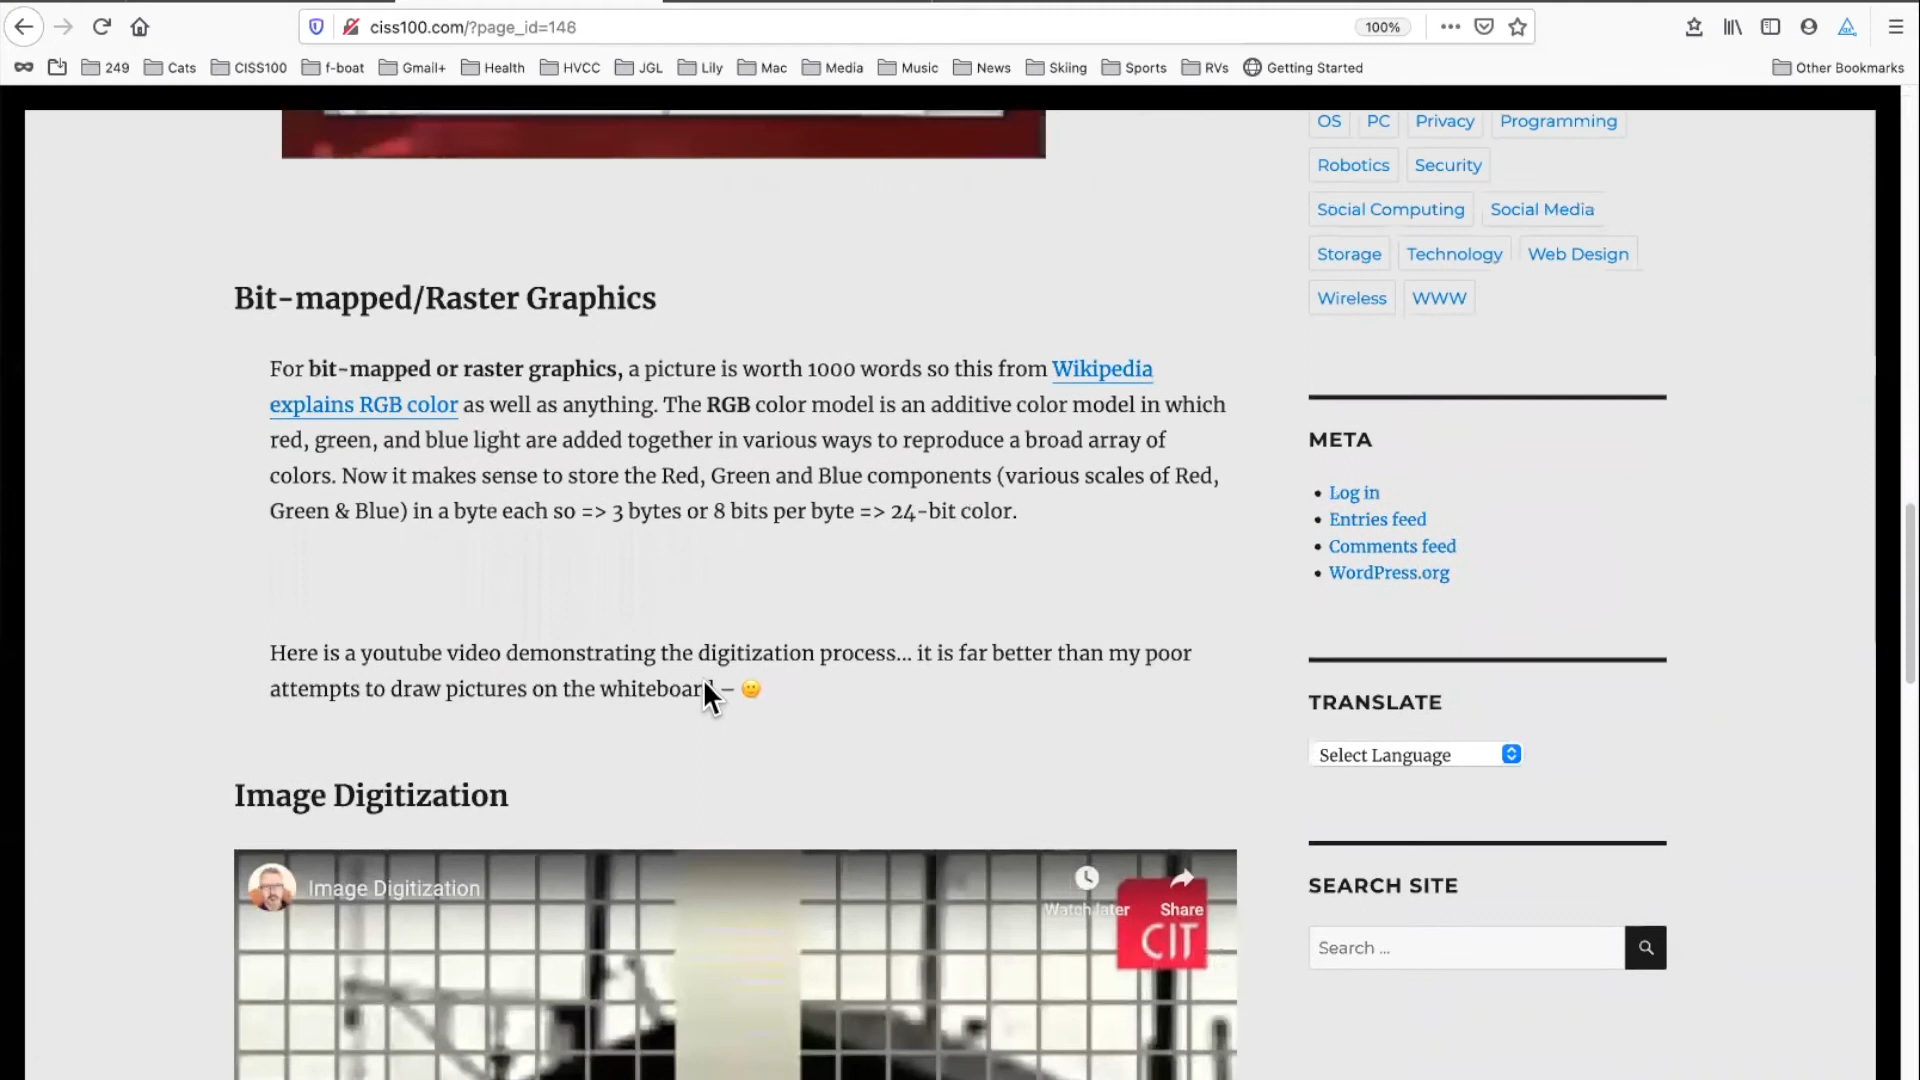 ciss100.com/?page_id=146
100%
249 Cats CISS100 f-boat Gmail+ Health HVCC JGL Lily Mac Media Music News Skiing Sports RVs Getting Started Other Bookmarks
OS PC Privacy Programming
Robotics Security
Social Computing Social Media
Storage Technology Web Design
Wireless WWW
Bit-mapped/Raster Graphics
For bit-mapped or raster graphics, a picture is worth 1000 words so this from Wikipedia
explains RGB color as well as anything. The RGB color model is an additive color model in which
red, green, and blue light are added together in various ways to reproduce a broad array of
colors. Now it makes sense to store the Red, Green and Blue components (various scales of Red,
Green & Blue) in a byte each so => 3 bytes or 8 bits per byte => 24-bit color.
Here is a youtube video demonstrating the digitization process... it is far better than my poor
attempts to draw pictures on the whiteboard – 🙂
Image Digitization
Image Digitization
Watch later Share
CIT
META
Log in
Entries feed
Comments feed
WordPress.org
TRANSLATE
Select Language
SEARCH SITE
Search ...